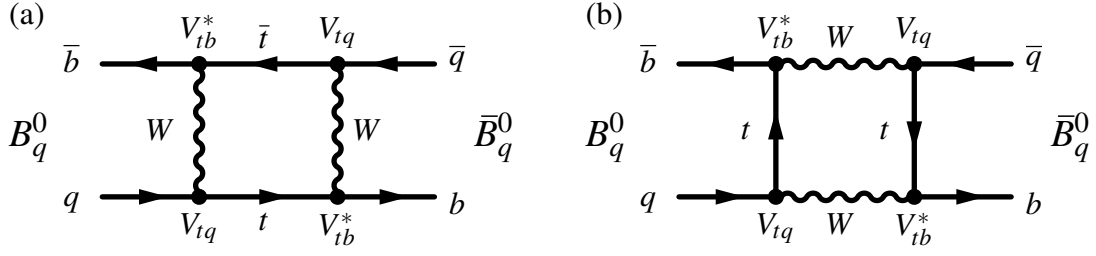 (a)
V*tb t̄ Vtq
b̄ q̄
B0q W W B̄0q
q b
Vtq t V*tb
(b)
V*tb W Vtq
b̄ q̄
B0q t t B̄0q
q b
Vtq W V*tb